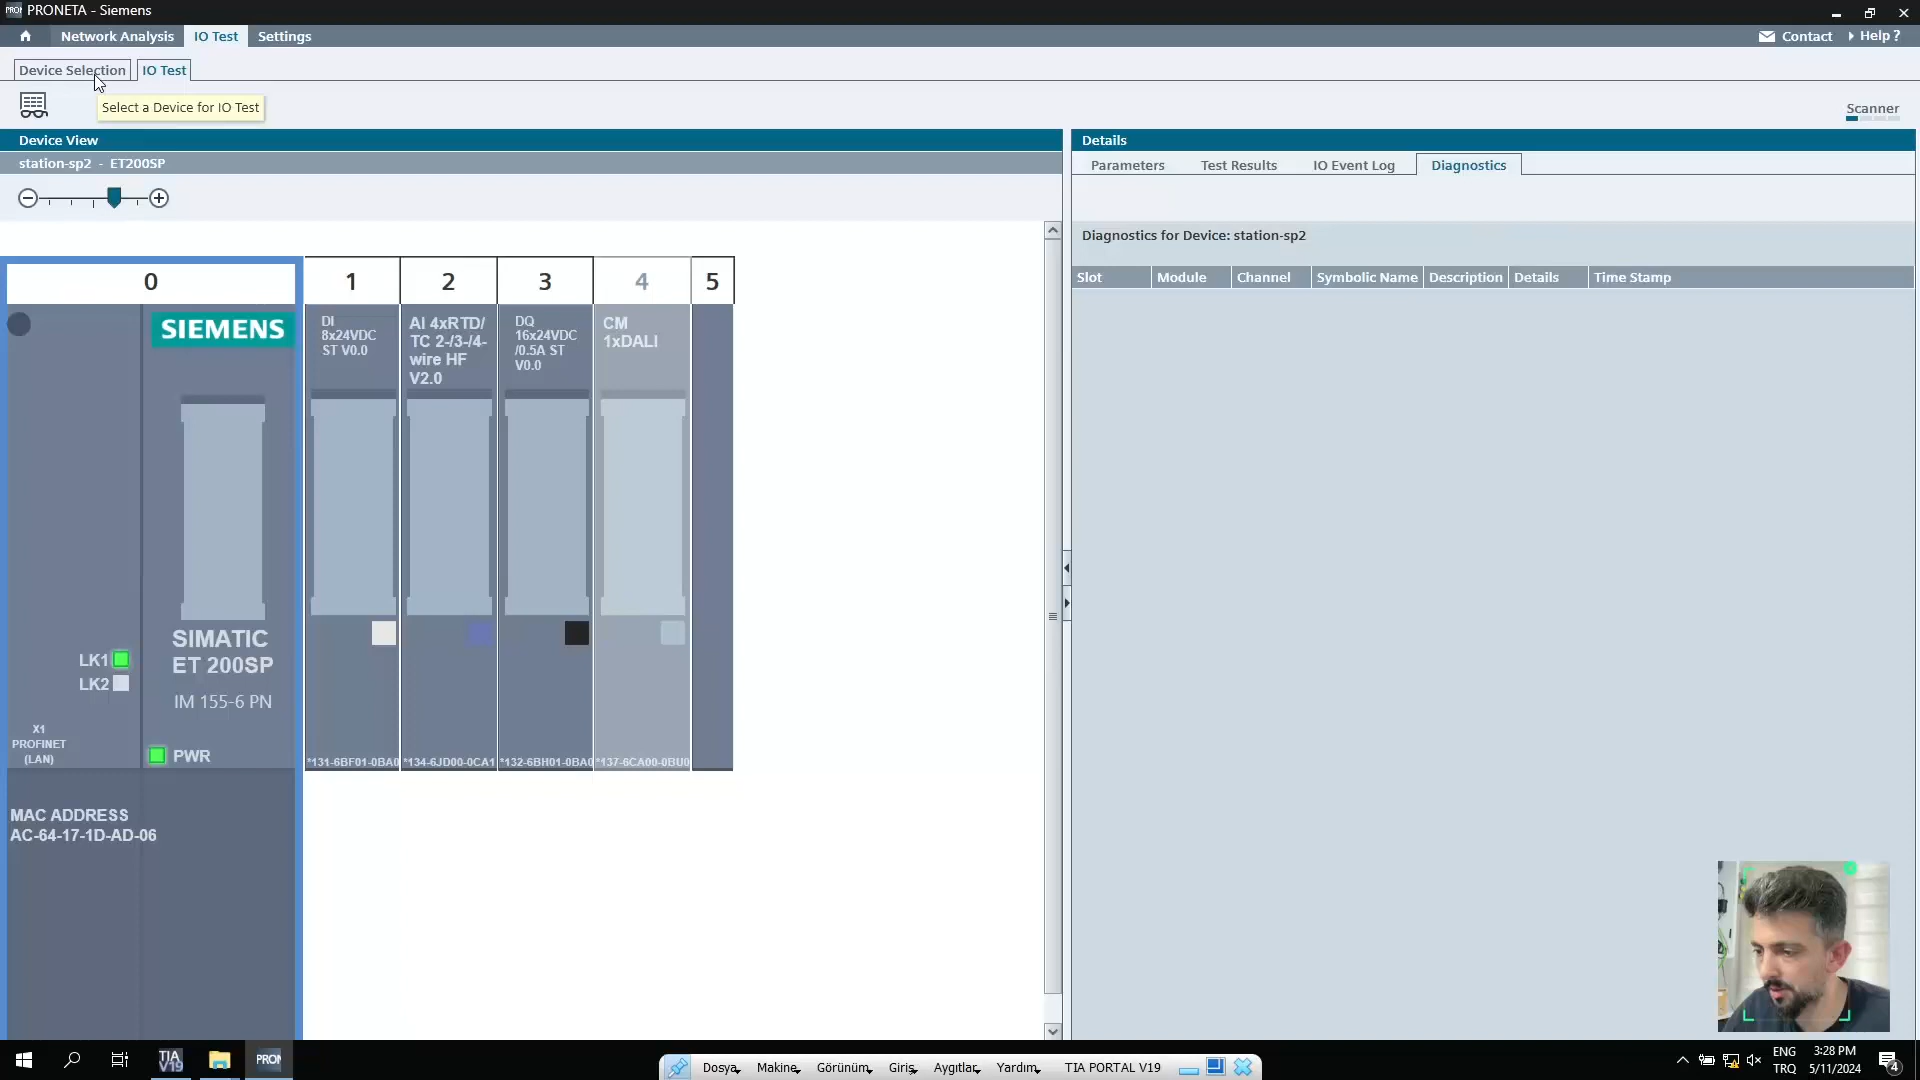 PRONETA - Siemens
Network Analysis
IO Test
Settings
Contact
Help ?
Device Selection
IO Test
Select a Device for IO Test
Scanner
Device View
station-sp2 - ET200SP
Details
Parameters
Test Results
IO Event Log
Diagnostics
Diagnostics for Device: station-sp2
Slot
Module
Channel
Symbolic Name
Description
Details
Time Stamp
0
1
2
3
4
5
SIEMENS
DI
8x24VDC
ST V0.0
AI 4xRTD/
TC 2-/3-/4-
wire HF
V2.0
DQ
16x24VDC
/0.5A ST
V0.0
CM
1xDALI
SIMATIC
ET 200SP
IM 155-6 PN
LK1
LK2
X1
PROFINET
(LAN)
PWR
*131-6BF01-0BA0
*134-6JD00-0CA1
*132-6BH01-0BA0
*137-6CA00-0BU0
MAC ADDRESS
AC-64-17-1D-AD-06
TIA
V19
PRON
Dosya
Makine
Görünüm
Giriş
Aygıtlar
Yardım
TIA PORTAL V19
ENG
TRQ
3:28 PM
5/11/2024
4